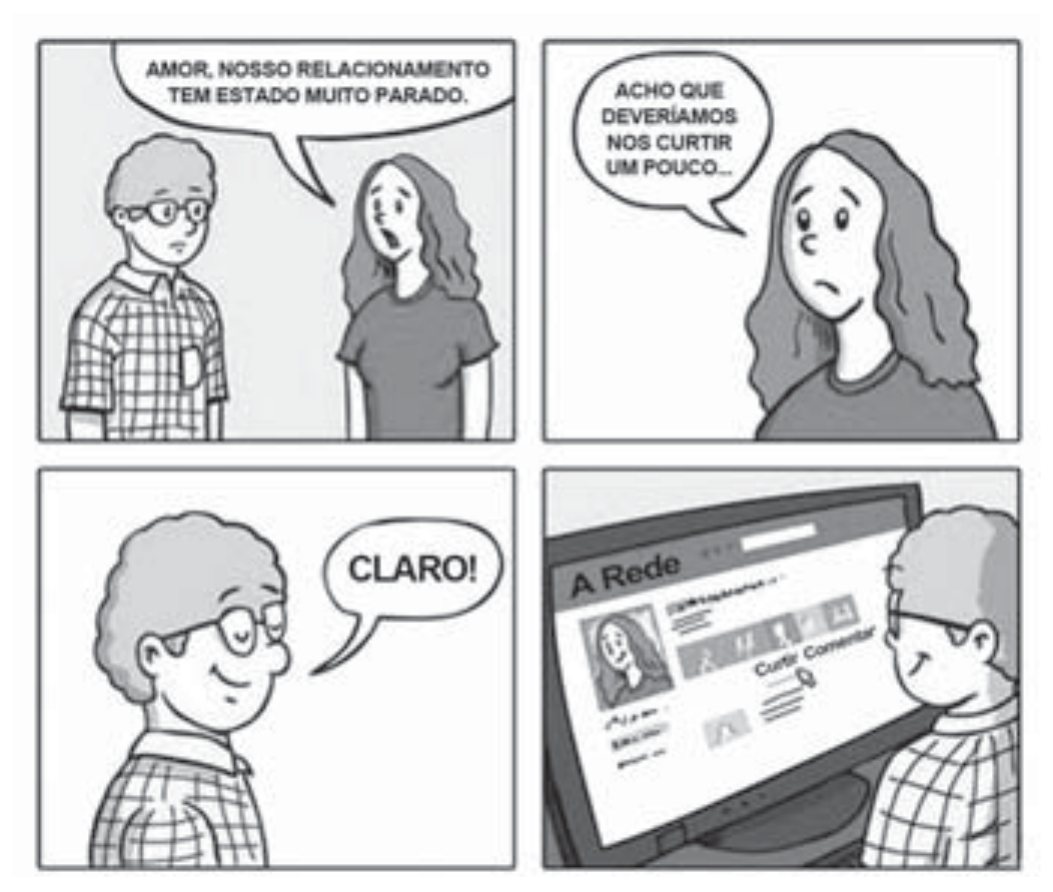 AMOR, NOSSO RELACIONAMENTO
TEM ESTADO MUITO PARADO.
ACHO QUE
DEVERÍAMOS
NOS CURTIR
UM POUCO...
CLARO!
A Rede
Curtir Comentar